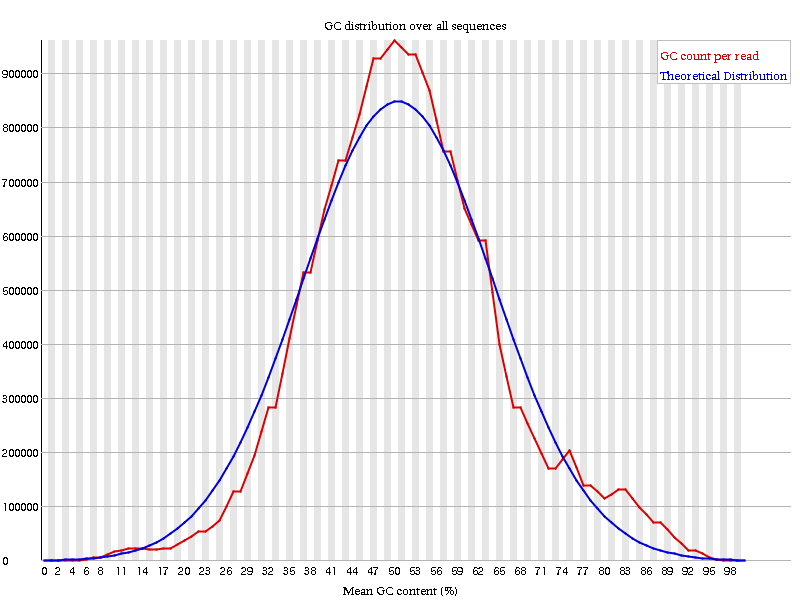 GC distribution over all sequences
GC count per read
Theoretical Distribution
900000
800000
700000
600000
500000
400000
300000
200000
100000
0
0 2 4 6 8 11 14 17 20 23 26 29 32 35 38 41 44 47 50 53 56 59 62 65 68 71 74 77 80 83 86 89 92 95 98
Mean GC content (%)